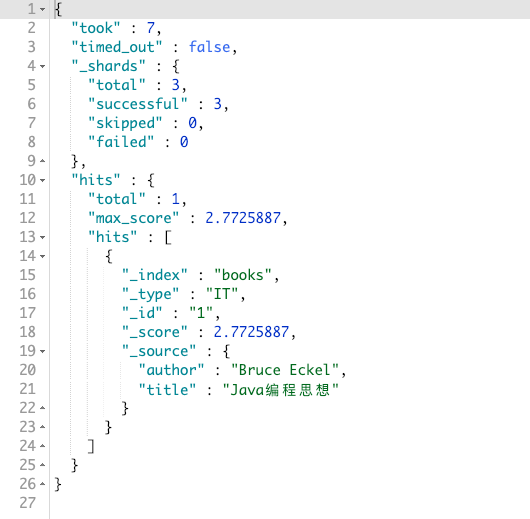 1 {
2   "took" : 7,
3   "timed_out" : false,
4   "_shards" : {
5     "total" : 3,
6     "successful" : 3,
7     "skipped" : 0,
8     "failed" : 0
9   },
10   "hits" : {
11     "total" : 1,
12     "max_score" : 2.7725887,
13     "hits" : [
14       {
15         "_index" : "books",
16         "_type" : "IT",
17         "_id" : "1",
18         "_score" : 2.7725887,
19         "_source" : {
20           "author" : "Bruce Eckel",
21           "title" : "Java编程思想"
22         }
23       }
24     ]
25   }
26 }
27